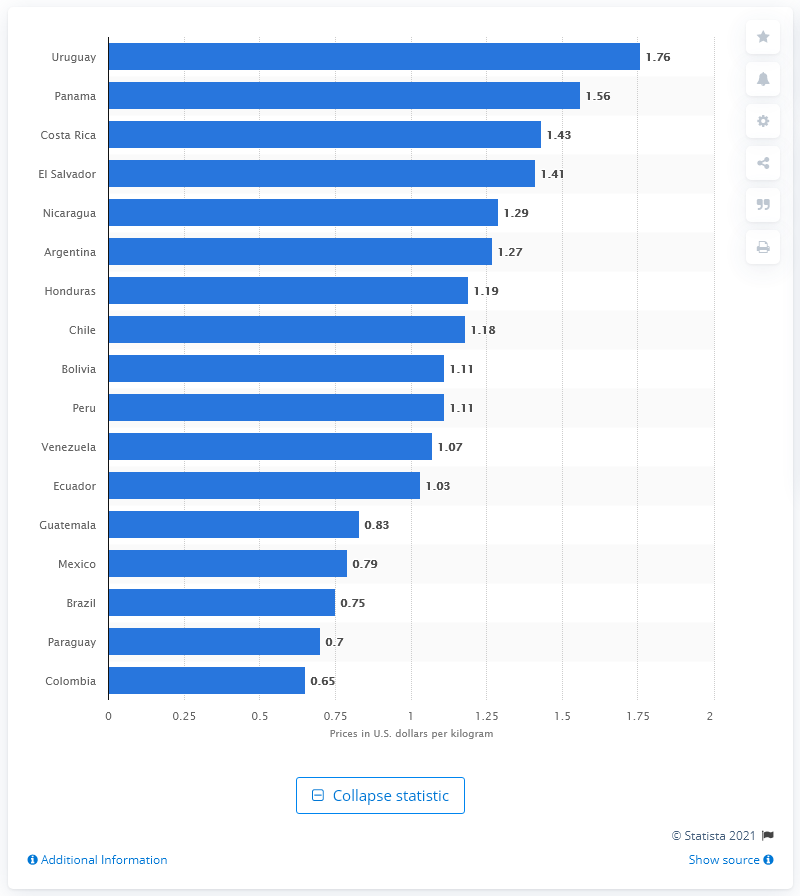 Uruguay 1.76
Panama 1.56
Costa Rica 1.43
El Salvador 1.41
Nicaragua 1.29
Argentina 1.27
Honduras 1.19
Chile 1.18
Bolivia 1.11
Peru 1.11
Venezuela 1.07
Ecuador 1.03
Guatemala 0.83
Mexico 0.79
Brazil 0.75
Paraguay 0.7
Colombia 0.65
0 0.25 0.5 0.75 1 1.25 1.5 1.75 2
Prices in U.S. dollars per kilogram
Collapse statistic
© Statista 2021
Additional Information Show source